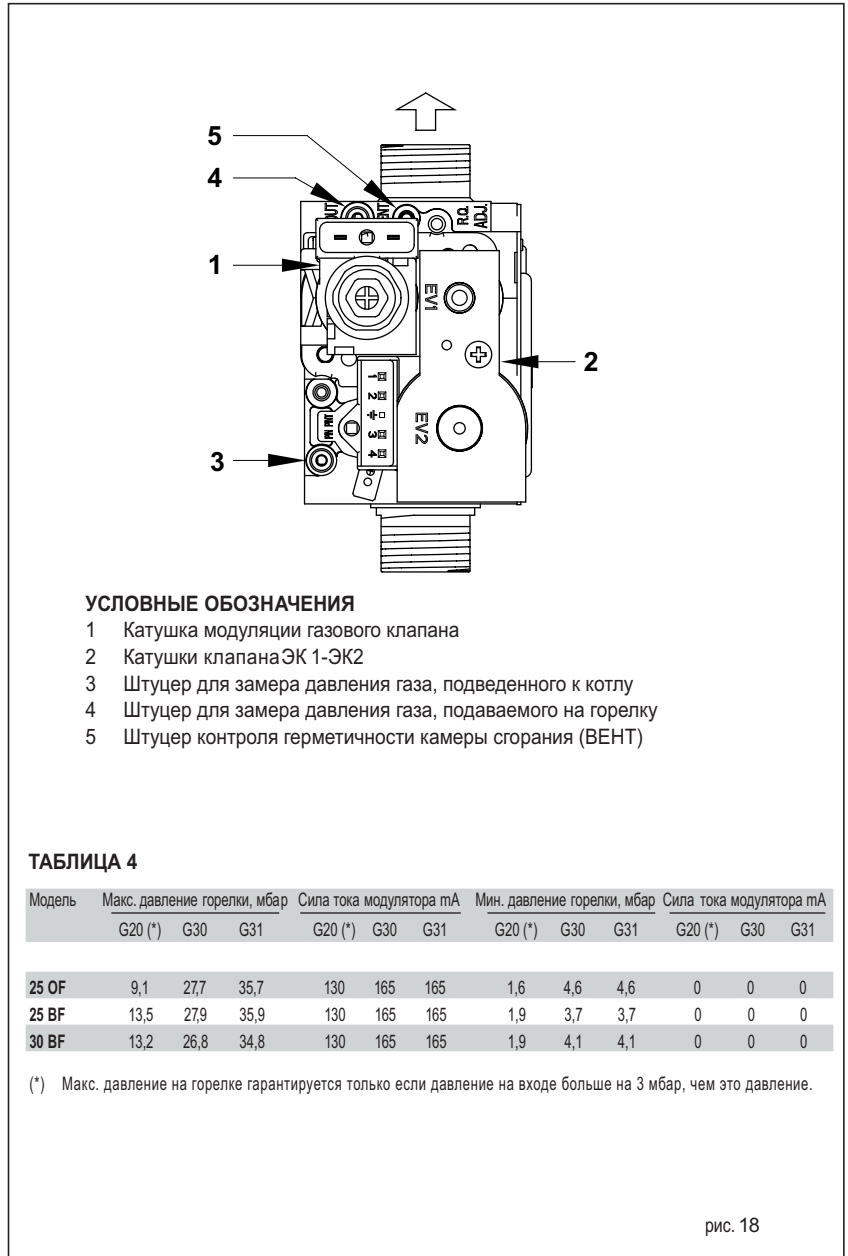 5
4
OUT
VENT
R.Q.
ADJ.
1
EV1
2
1 2 3 4
EV2
PIN PNT
3
УСЛОВНЫЕ ОБОЗНАЧЕНИЯ
1 Катушка модуляции газового клапана
2 Катушки клапанаЭК 1-ЭК2
3 Штуцер для замера давления газа, подведенного к котлу
4 Штуцер для замера давления газа, подаваемого на горелку
5 Штуцер контроля герметичности камеры сгорания (ВЕНТ)
ТАБЛИЦА 4
Модель Макс. давление горелки, мбар Сила тока модулятора mA Мин. давление горелки, мбар Сила тока модулятора mA
G20 (*) G30 G31 G20 (*) G30 G31 G20 (*) G30 G31 G20 (*) G30 G31
25 OF 9,1 27,7 35,7 130 165 165 1,6 4,6 4,6 0 0 0
25 BF 13,5 27,9 35,9 130 165 165 1,9 3,7 3,7 0 0 0
30 BF 13,2 26,8 34,8 130 165 165 1,9 4,1 4,1 0 0 0
(*) Макс. давление на горелке гарантируется только если давление на входе больше на 3 мбар, чем это давление.
рис. 18